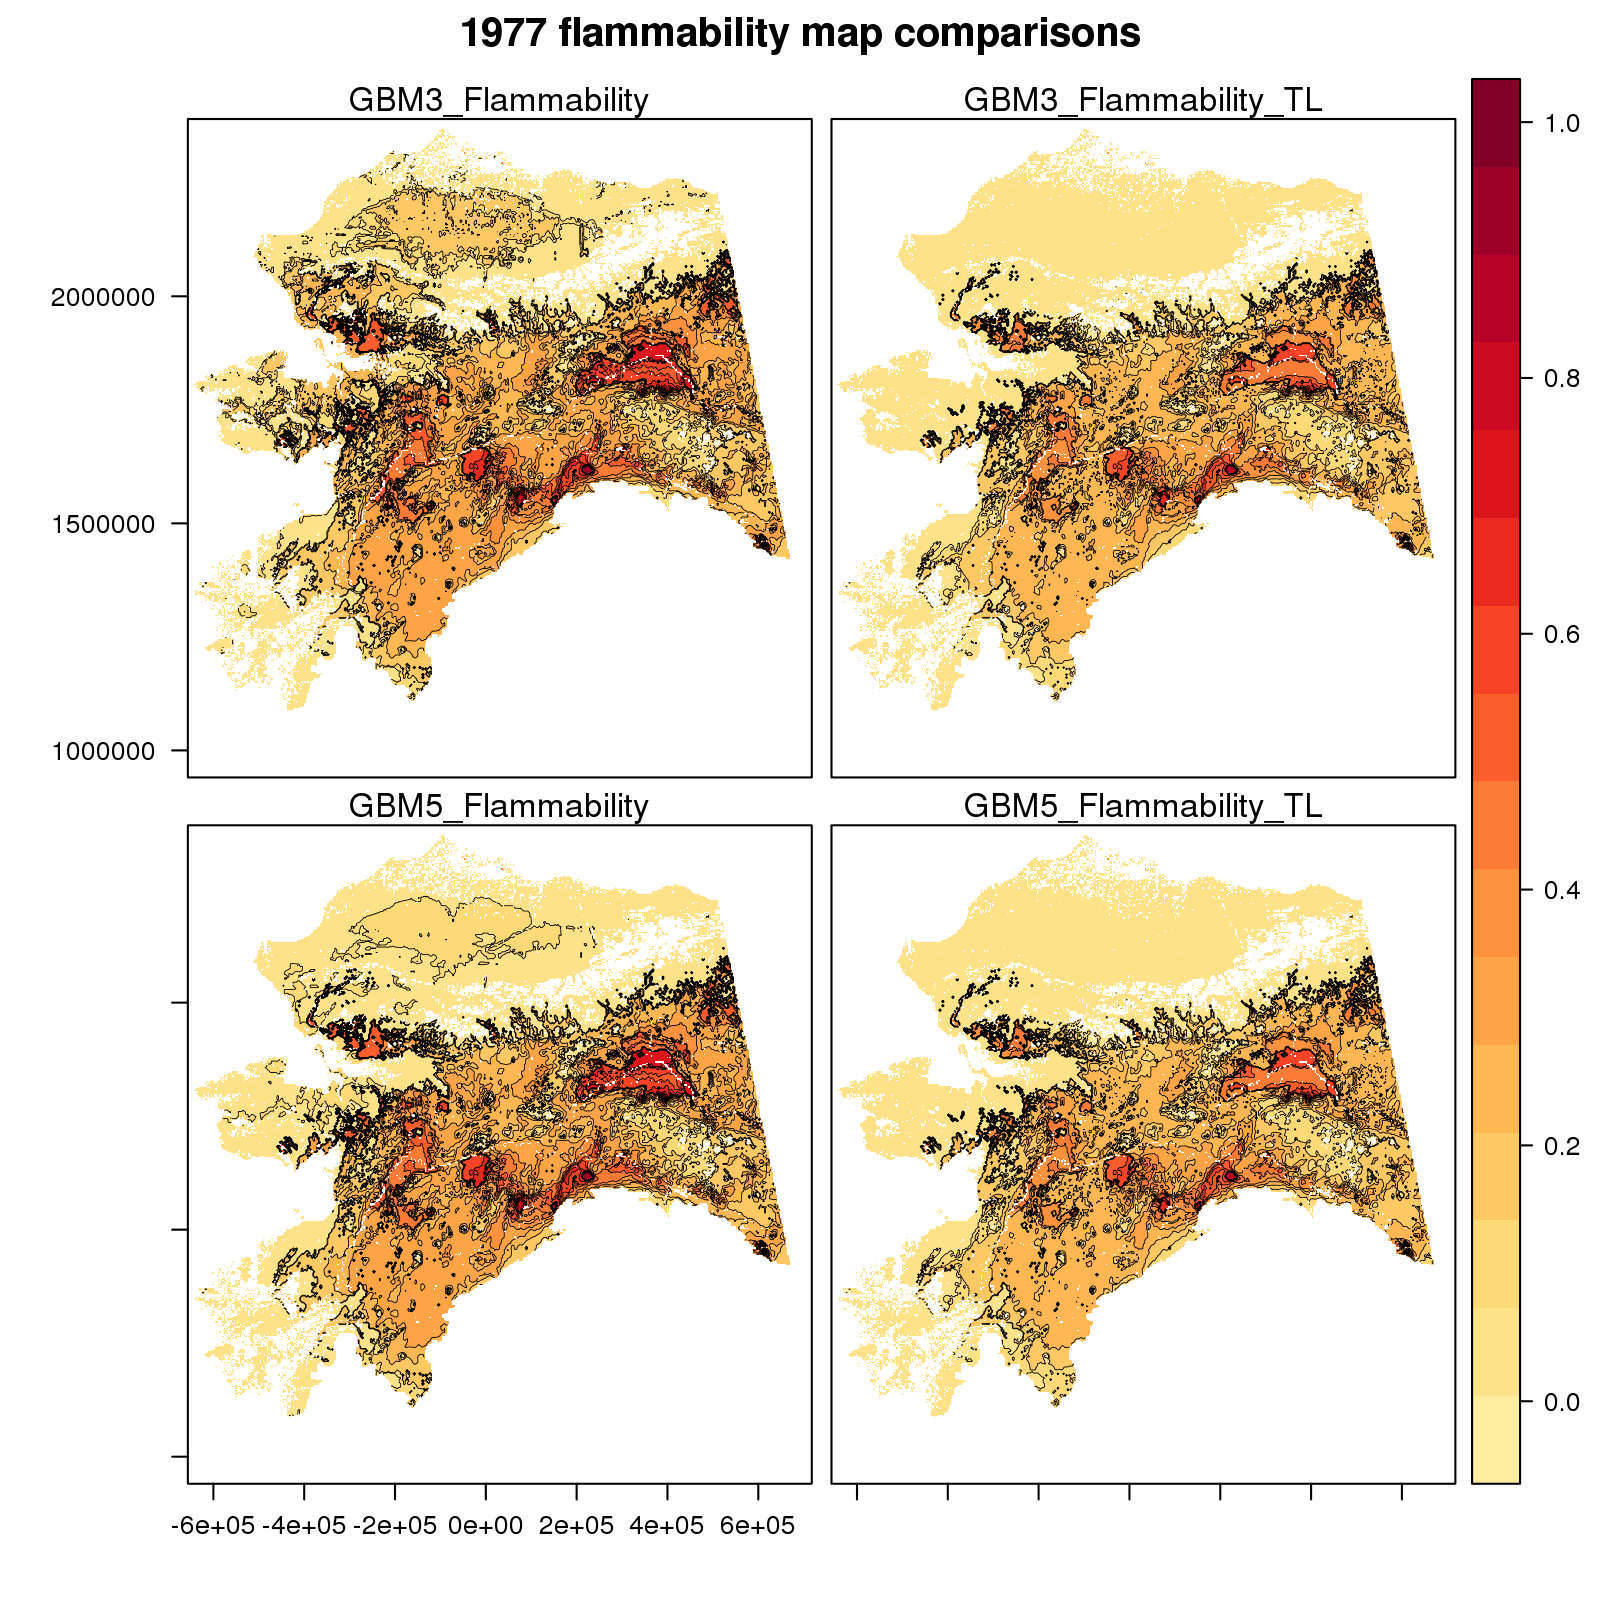 1977 flammability map comparisons
GBM3_Flammability
GBM3_Flammability_TL
2000000
1500000
1000000
GBM5_Flammability
GBM5_Flammability_TL
-6e+05 -4e+05 -2e+05 0e+00 2e+05 4e+05 6e+05
1.0
0.8
0.6
0.4
0.2
0.0